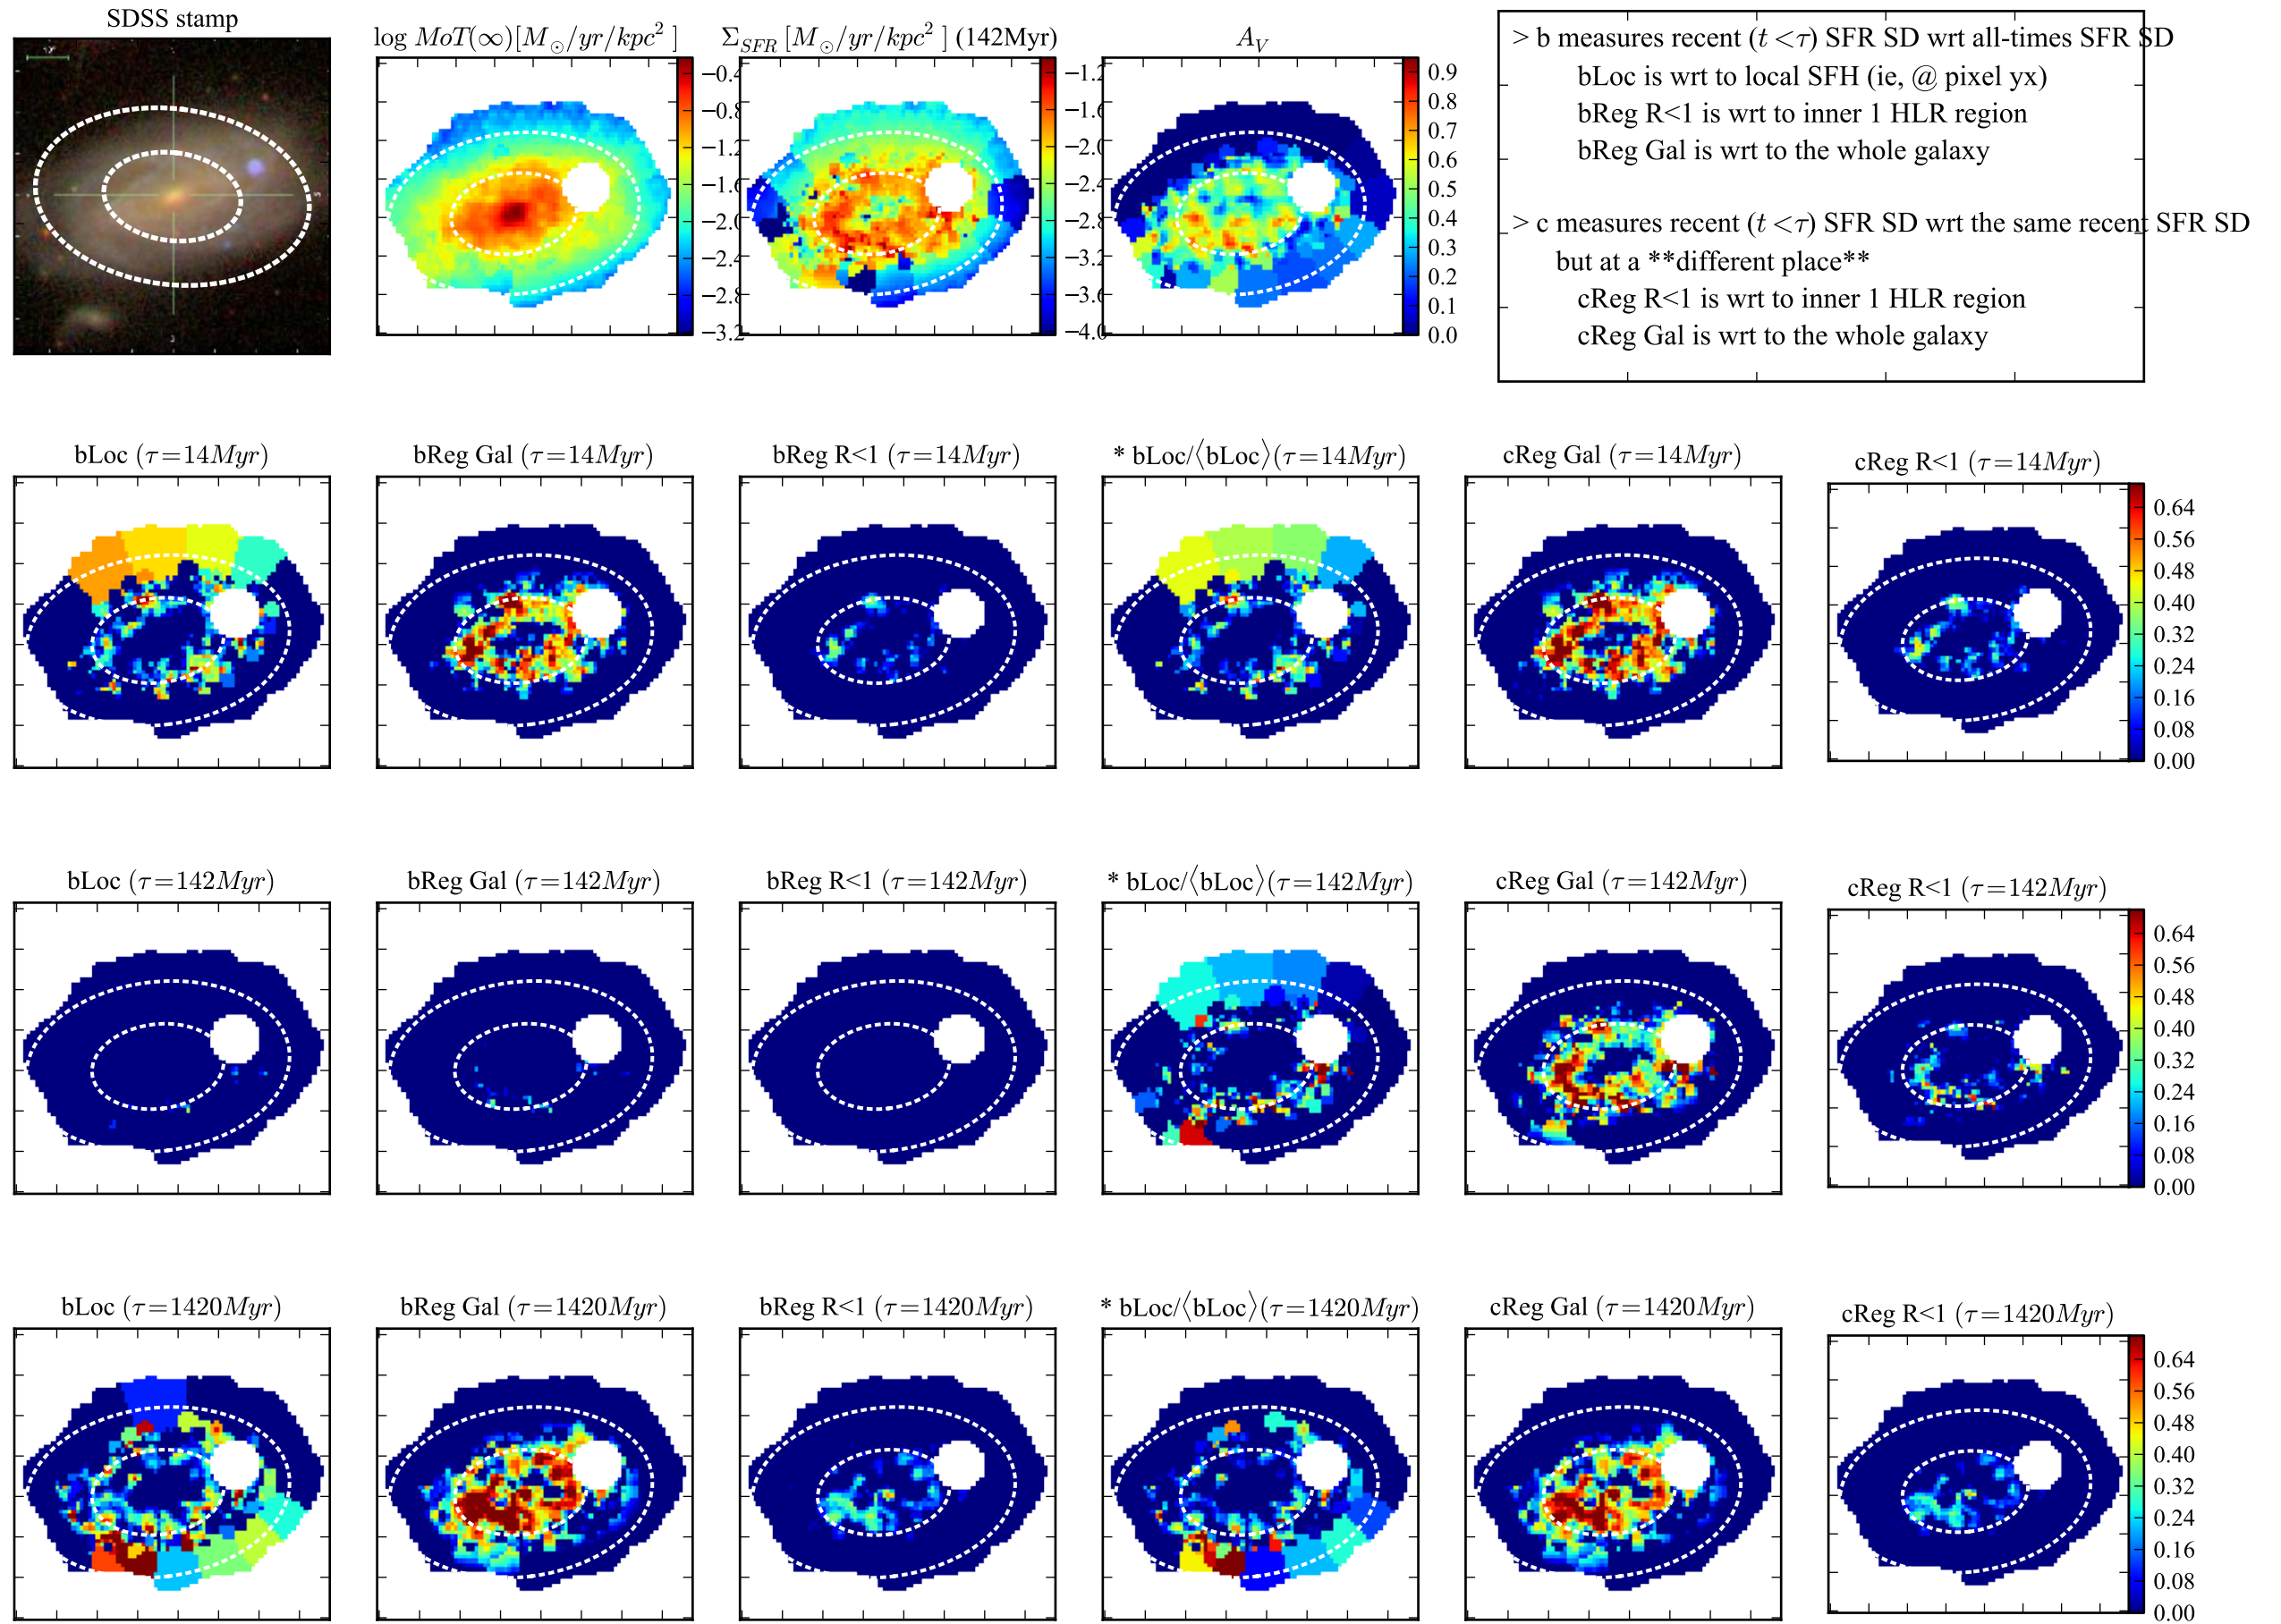 SDSS stamp
log MoT(∞)[M⊙/yr/kpc² ]
Σ_SFR [M⊙/yr/kpc² ] (142Myr)
A_V
−0.4
−0.8
−1.2
−1.6
−2.0
−2.4
−2.8
−3.2
−1.2
−1.6
−2.0
−2.4
−2.8
−3.2
−3.6
−4.0
0.9
0.8
0.7
0.6
0.5
0.4
0.3
0.2
0.1
0.0
> b measures recent (t <τ) SFR SD wrt all-times SFR SD
bLoc is wrt to local SFH (ie, @ pixel yx)
bReg R<1 is wrt to inner 1 HLR region
bReg Gal is wrt to the whole galaxy
> c measures recent (t <τ) SFR SD wrt the same recent SFR SD
but at a **different place**
cReg R<1 is wrt to inner 1 HLR region
cReg Gal is wrt to the whole galaxy
bLoc (τ=14Myr)
bReg Gal (τ=14Myr)
bReg R<1 (τ=14Myr)
* bLoc/⟨bLoc⟩(τ=14Myr)
cReg Gal (τ=14Myr)
cReg R<1 (τ=14Myr)
0.64
0.56
0.48
0.40
0.32
0.24
0.16
0.08
0.00
bLoc (τ=142Myr)
bReg Gal (τ=142Myr)
bReg R<1 (τ=142Myr)
* bLoc/⟨bLoc⟩(τ=142Myr)
cReg Gal (τ=142Myr)
cReg R<1 (τ=142Myr)
0.64
0.56
0.48
0.40
0.32
0.24
0.16
0.08
0.00
bLoc (τ=1420Myr)
bReg Gal (τ=1420Myr)
bReg R<1 (τ=1420Myr)
* bLoc/⟨bLoc⟩(τ=1420Myr)
cReg Gal (τ=1420Myr)
cReg R<1 (τ=1420Myr)
0.64
0.56
0.48
0.40
0.32
0.24
0.16
0.08
0.00